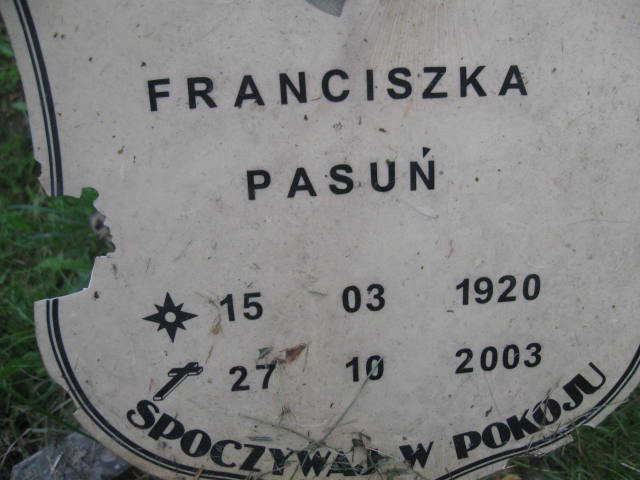 FRANCISZKA
PASUŃ
15 03 1920
27 10 2003
SPOCZYWAJ W POKOJU